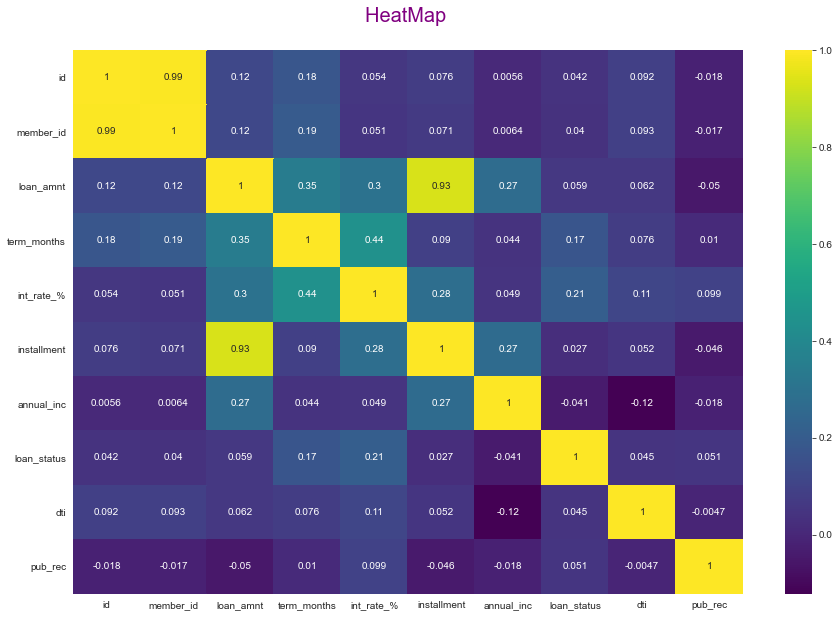 HeatMap
id 1 0.99 0.12 0.18 0.054 0.076 0.0056 0.042 0.092 -0.018
member_id 0.99 1 0.12 0.19 0.051 0.071 0.0064 0.04 0.093 -0.017
loan_amnt 0.12 0.12 1 0.35 0.3 0.93 0.27 0.059 0.062 -0.05
term_months 0.18 0.19 0.35 1 0.44 0.09 0.044 0.17 0.076 0.01
int_rate_% 0.054 0.051 0.3 0.44 1 0.28 0.049 0.21 0.11 0.099
installment 0.076 0.071 0.93 0.09 0.28 1 0.27 0.027 0.052 -0.046
annual_inc 0.0056 0.0064 0.27 0.044 0.049 0.27 1 -0.041 -0.12 -0.018
loan_status 0.042 0.04 0.059 0.17 0.21 0.027 -0.041 1 0.045 0.051
dti 0.092 0.093 0.062 0.076 0.11 0.052 -0.12 0.045 1 -0.0047
pub_rec -0.018 -0.017 -0.05 0.01 0.099 -0.046 -0.018 0.051 -0.0047 1
id member_id loan_amnt term_months int_rate_% installment annual_inc loan_status dti pub_rec
1.0
0.8
0.6
0.4
0.2
0.0